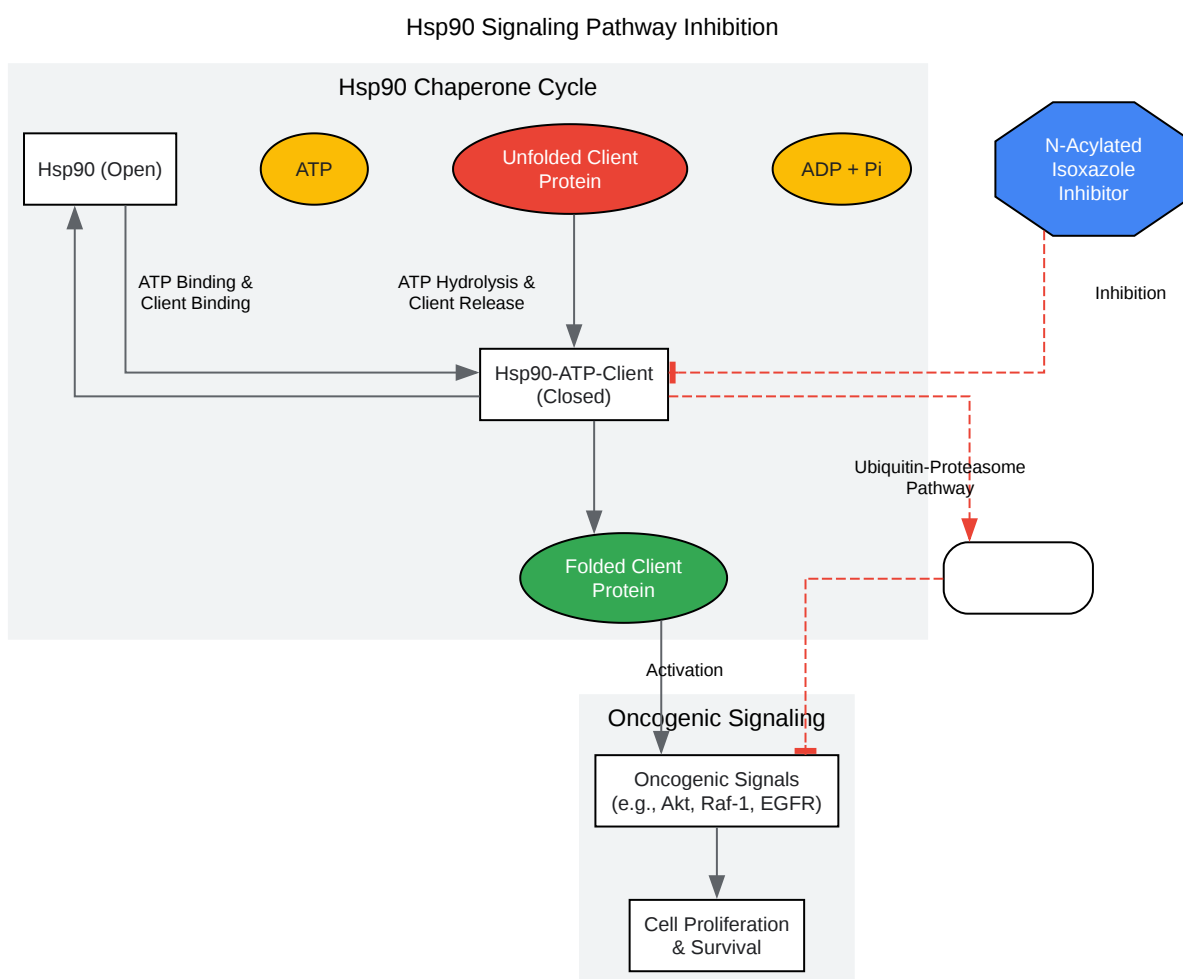 Hsp90 Signaling Pathway Inhibition
Hsp90 Chaperone Cycle
Hsp90 (Open)
ATP
Unfolded Client
Protein
ADP + Pi
N-Acylated
Isoxazole
Inhibitor
ATP Binding &
Client Binding
ATP Hydrolysis &
Client Release
Inhibition
Hsp90-ATP-Client
(Closed)
Ubiquitin-Proteasome
Pathway
Folded Client
Protein
Activation
Oncogenic Signaling
Oncogenic Signals
(e.g., Akt, Raf-1, EGFR)
Cell Proliferation
& Survival